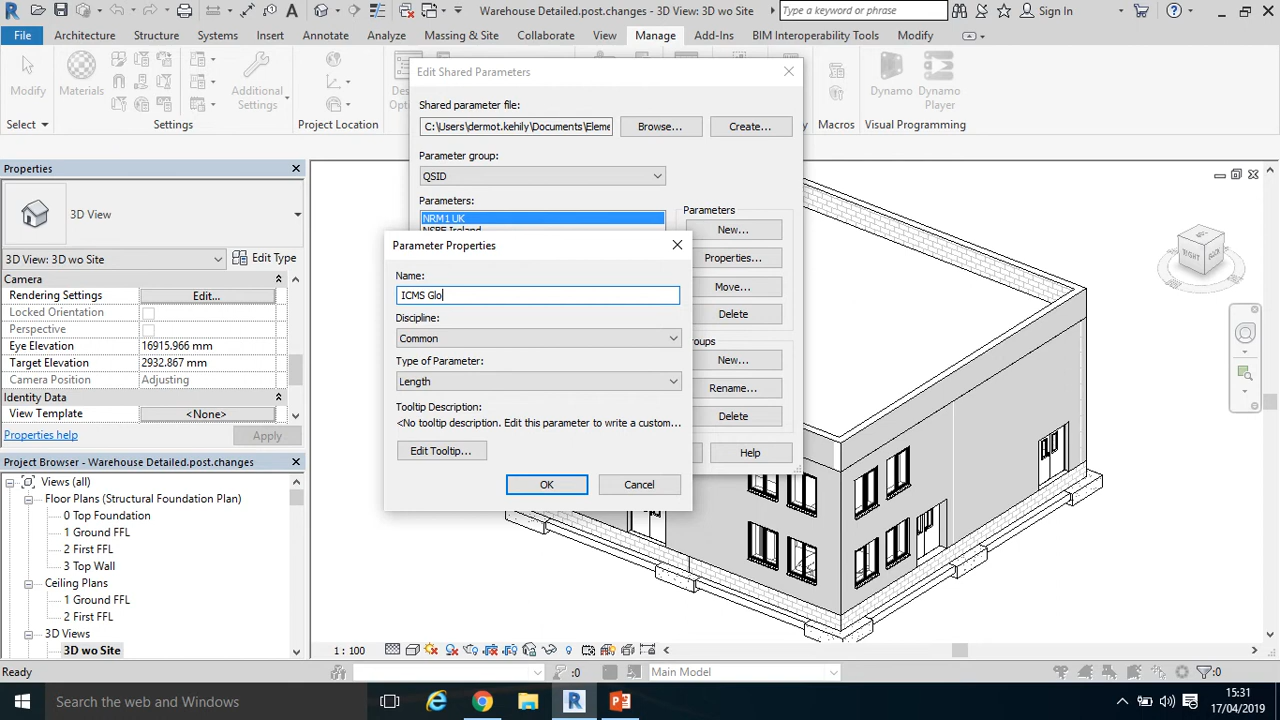 Warehouse Detailed.post.changes - 3D View: 3D wo Site
Type a keyword or phrase
Sign In
File
Architecture
Structure
Systems
Insert
Annotate
Analyze
Massing & Site
Collaborate
View
Manage
Add-Ins
BIM Interoperability Tools
Modify
Modify
Materials
Additional
Settings
Dynamo
Dynamo
Player
Select
Settings
Project Location
Macros
Visual Programming
Edit Shared Parameters
Shared parameter file:
C:\Users\dermot.kehily\Documents\Eleme
Browse...
Create...
Parameter group:
QSID
Parameters:
NRM1 UK
Parameters
New...
Properties...
Move...
Delete
New...
Rename...
Delete
Help
Parameter Properties
Name:
ICMS Glo
Discipline:
Common
Type of Parameter:
Length
Tooltip Description:
<No tooltip description. Edit this parameter to write a custom...
Edit Tooltip...
OK
Cancel
Properties
3D View
3D View: 3D wo Site
Edit Type
Camera
Rendering Settings
Edit...
Locked Orientation
Perspective
Eye Elevation
16915.966 mm
Target Elevation
2932.867 mm
Camera Position
Adjusting
Identity Data
View Template
<None>
Properties help
Apply
Project Browser - Warehouse Detailed.post.changes
Views (all)
Floor Plans (Structural Foundation Plan)
0 Top Foundation
1 Ground FFL
2 First FFL
3 Top Wall
Ceiling Plans
1 Ground FFL
2 First FFL
3D Views
3D wo Site
RIGHT
BACK
1 : 100
Ready
:0
Main Model
:0
Search the web and Windows
15:31
17/04/2019